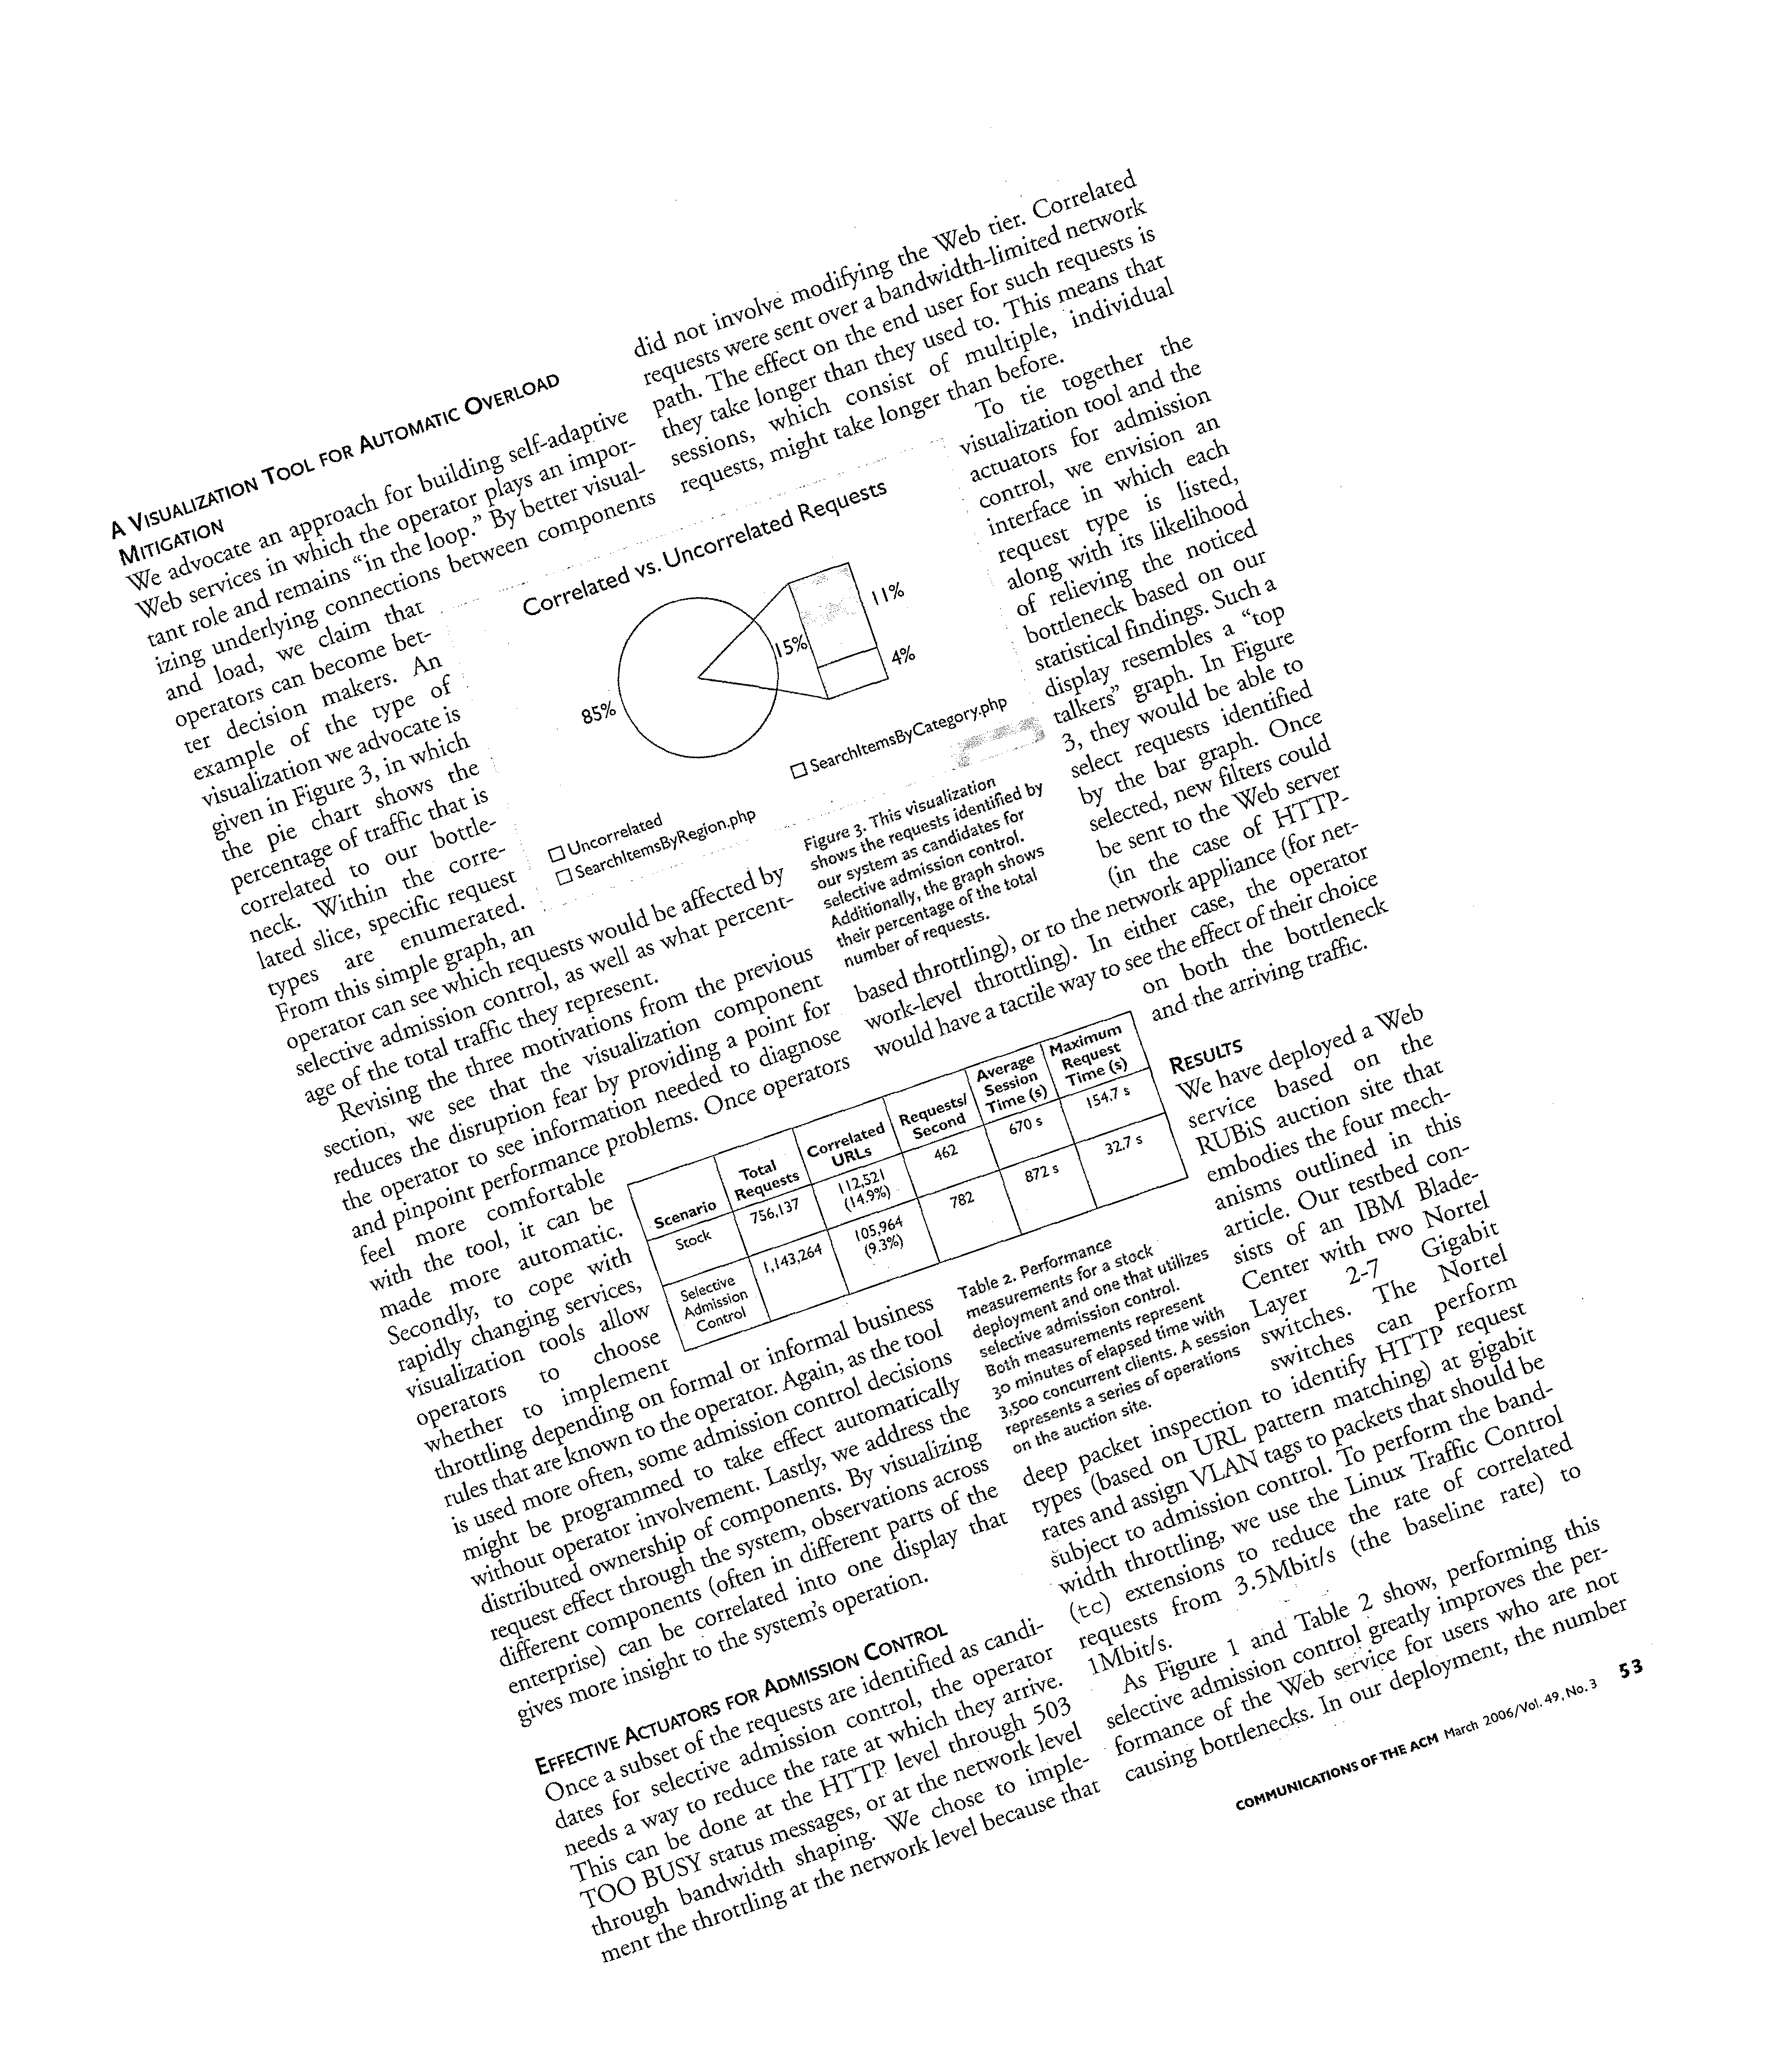 A VISUALIZATION TOOL FOR AUTOMATIC OVERLOAD
MITIGATION
We advocate an approach for building self-adaptive
Web services in which the operator plays an impor-
tant role and remains “in the loop.” By better visual-
izing underlying connections between components
and load, we claim that
operators can become bet-
ter decision makers. An
example of the type of
visualization we advocate is
given in Figure 3, in which
the pie chart shows the
percentage of traffic that is
correlated to our bottle-
neck. Within the corre-
lated slice, specific request
types are enumerated.
From this simple graph, an
operator can see which requests would be affected by
selective admission control, as well as what percent-
age of the total traffic they represent.
Revising the three motivations from the previous
section, we see that the visualization component
reduces the disruption fear by providing a point for
the operator to see information needed to diagnose
and pinpoint performance problems. Once operators
feel more comfortable
with the tool, it can be
made more automatic.
Secondly, to cope with
rapidly changing services,
visualization tools allow
operators to choose
whether to implement
throttling depending on formal or informal business
rules that are known to the operator. Again, as the tool
is used more often, some admission control decisions
might be programmed to take effect automatically
without operator involvement. Lastly, we address the
distributed ownership of components. By visualizing
request effect through the system, observations across
different components (often in different parts of the
enterprise) can be correlated into one display that
gives more insight to the system’s operation.
EFFECTIVE ACTUATORS FOR ADMISSION CONTROL
Once a subset of the requests are identified as candi-
dates for selective admission control, the operator
needs a way to reduce the rate at which they arrive.
This can be done at the HTTP level through 503
TOO BUSY status messages, or at the network level
through bandwidth shaping. We chose to imple-
ment the throttling at the network level because that
did not involve modifying the Web tier. Correlated
requests were sent over a bandwidth-limited network
path. The effect on the end user for such requests is
they take longer than they used to. This means that
sessions, which consist of multiple, individual
requests, might take longer than before.
To tie together the
visualization tool and the
actuators for admission
control, we envision an
interface in which each
request type is listed,
along with its likelihood
of relieving the noticed
bottleneck based on our
statistical findings. Such a
display resembles a “top
talkers” graph. In Figure
3, they would be able to
select requests identified
by the bar graph. Once
selected, new filters could
be sent to the Web server
(in the case of HTTP-
based throttling), or to the network appliance (for net-
work-level throttling). In either case, the operator
would have a tactile way to see the effect of their choice
on both the bottleneck
and the arriving traffic.
Correlated vs. Uncorrelated Requests
85%
15%
11%
4%
Uncorrelated
SearchItemsByRegion.php
SearchItemsByCategory.php
Figure 3. This visualization
shows the requests identified by
our system as candidates for
selective admission control.
Additionally, the graph shows
their percentage of the total
number of requests.
Scenario Total Requests Correlated URLs Requests/Second Average Session Time (s) Maximum Request Time (s)
Stock 756,137 112,521 (14.9%) 462 670 s 154.7 s
Selective Admission Control 1,143,264 105,964 (9.3%) 782 872 s 32.7 s
Table 2. Performance
measurements for a stock
deployment and one that utilizes
selective admission control.
Both measurements represent
30 minutes of elapsed time with
3,500 concurrent clients. A session
represents a series of operations
on the auction site.
RESULTS
We have deployed a Web
service based on the
RUBiS auction site that
embodies the four mech-
anisms outlined in this
article. Our testbed con-
sists of an IBM Blade-
Center with two Nortel
Layer 2-7 Gigabit
switches. The Nortel
switches can perform
deep packet inspection to identify HTTP request
types (based on URL pattern matching) at gigabit
rates and assign VLAN tags to packets that should be
subject to admission control. To perform the band-
width throttling, we use the Linux Traffic Control
(tc) extensions to reduce the rate of correlated
requests from 3.5Mbit/s (the baseline rate) to
1Mbit/s.
As Figure 1 and Table 2 show, performing this
selective admission control greatly improves the per-
formance of the Web service for users who are not
causing bottlenecks. In our deployment, the number
COMMUNICATIONS OF THE ACM March 2006/Vol. 49, No. 3 53